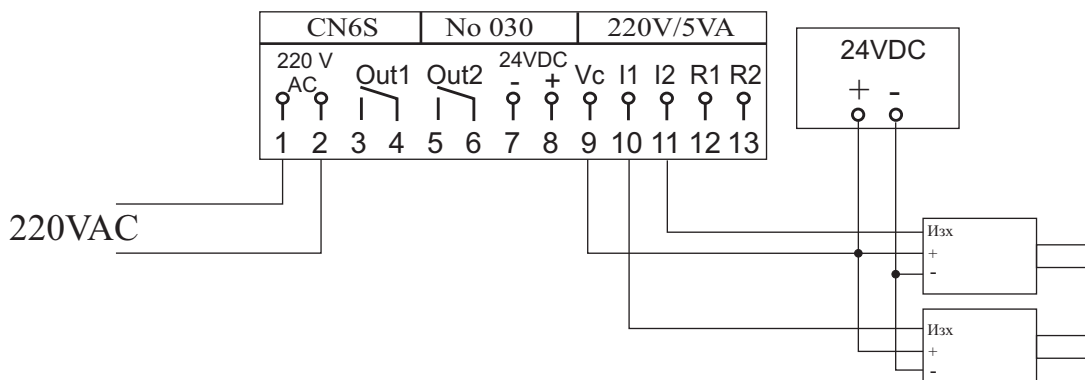 CN6S No 030 220V/5VA
24VDC
220 V AC Out1 Out2 24VDC - + Vc I1 I2 R1 R2
+ -
1 2 3 4 5 6 7 8 9 10 11 12 13
220VAC
Изх
+
-
Изх
+
-